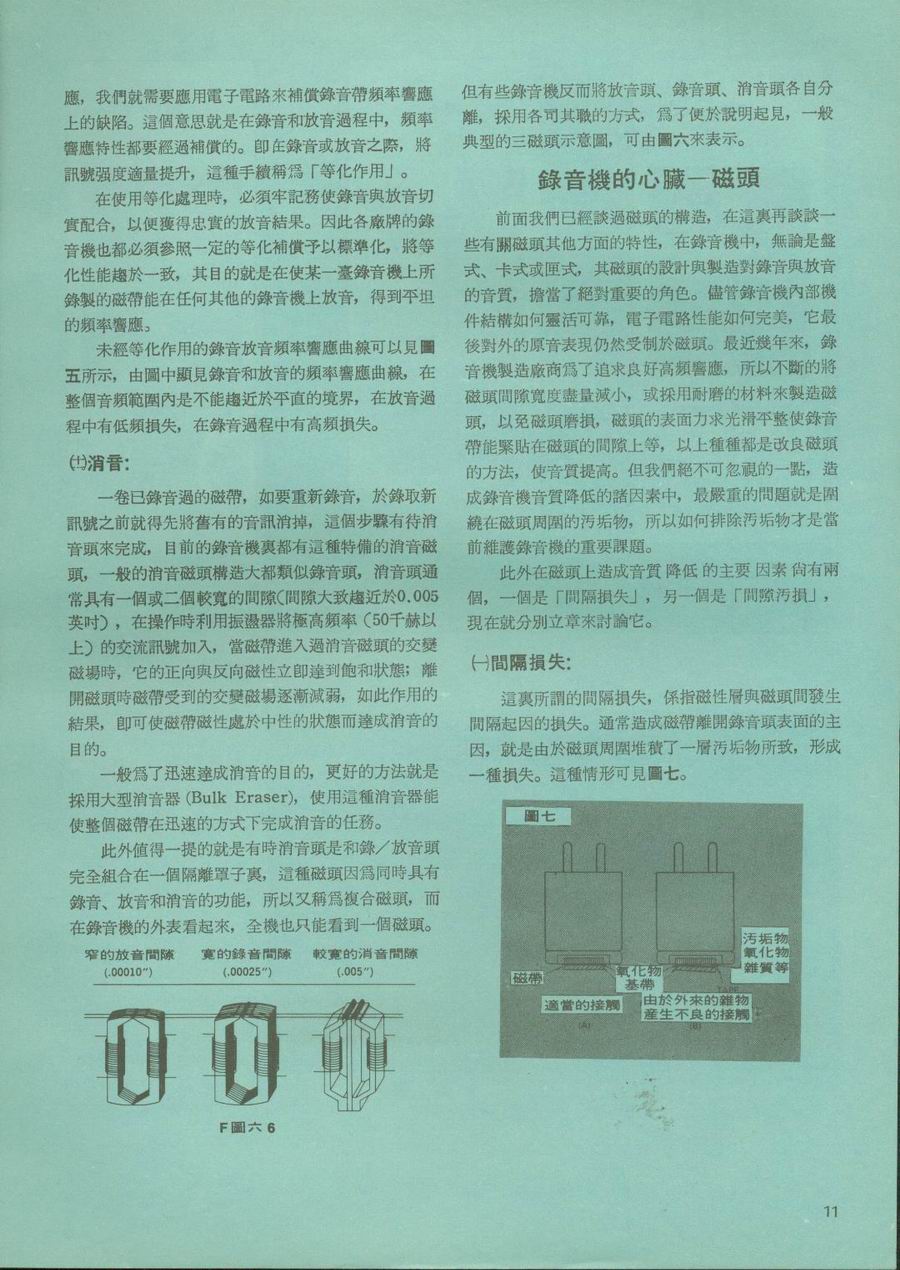 應，我們就需要應用電子電路來補償錄音帶頻率響應
上的缺陷。這個意思就是在錄音和放音過程中，頻率
響應特性都要經過補償的。卽在錄音或放音之際，將
訊號强度適量提升，這種手續稱爲「等化作用」。
在使用等化處理時，必須牢記務使錄音與放音切
實配合，以便獲得忠實的放音結果。因此各廠牌的錄
音機也都必須參照一定的等化補償予以標準化，將等
化性能趨於一致，其目的就是在使某一臺錄音機上所
錄製的磁帶能在任何其他的錄音機上放音，得到平坦
的頻率響應。
未經等化作用的錄音放音頻率響應曲線可以見圖
五所示，由圖中顯見錄音和放音的頻率響應曲線，在
整個音頻範圍內是不能趨近於平直的境界，在放音過
程中有低頻損失，在錄音過程中有高頻損失。
㈩消音：
一卷已錄音過的磁帶，如要重新錄音，於錄取新
訊號之前就得先將舊有的音訊消掉，這個步驟有待消
音頭來完成，目前的錄音機裏都有這種特備的消音磁
頭，一般的消音磁頭構造大都類似錄音頭，消音頭通
常具有一個或二個較寬的間隙（間隙大致趨近於0.005
英吋），在操作時利用振盪器將極高頻率（50千赫以
上）的交流訊號加入，當磁帶進入過消音磁頭的交變
磁場時，它的正向與反向磁性立卽達到飽和狀態；離
開磁頭時磁帶受到的交變磁場逐漸減弱，如此作用的
結果，卽可使磁帶磁性處於中性的狀態而達成消音的
目的。
一般爲了迅速達成消音的目的，更好的方法就是
採用大型消音器 (Bulk Eraser)，使用這種消音器能
使整個磁帶在迅速的方式下完成消音的任務。
此外值得一提的就是有時消音頭是和錄／放音頭
完全組合在一個隔離罩子裏，這種磁頭因爲同時具有
錄音、放音和消音的功能，所以又稱爲複合磁頭，而
在錄音機的外表看起來，全機也只能看到一個磁頭。
窄的放音間隙 寬的錄音間隙 較寬的消音間隙
(.00010″) (.00025″) (.005″)
F圖六 6
但有些錄音機反而將放音頭、錄音頭、消音頭各自分
離，採用各司其職的方式，爲了便於說明起見，一般
典型的三磁頭示意圖，可由圖六來表示。
錄音機的心臟—磁頭
前面我們已經談過磁頭的構造，在這裏再談談一
些有關磁頭其他方面的特性，在錄音機中，無論是盤
式、卡式或匣式，其磁頭的設計與製造對錄音與放音
的音質，擔當了絕對重要的角色。儘管錄音機內部機
件結構如何靈活可靠，電子電路性能如何完美，它最
後對外的原音表現仍然受制於磁頭。最近幾年來，錄
音機製造廠商爲了追求良好高頻響應，所以不斷的將
磁頭間隙寬度盡量減小，或採用耐磨的材料來製造磁
頭，以免磁頭磨損，磁頭的表面力求光滑平整使錄音
帶能緊貼在磁頭的間隙上等，以上種種都是改良磁頭
的方法，使音質提高。但我們絕不可忽視的一點，造
成錄音機音質降低的諸因素中，最嚴重的問題就是圍
繞在磁頭周圍的污垢物，所以如何排除污垢物才是當
前維護錄音機的重要課題。
此外在磁頭上造成音質 降低 的主要 因素 尙有兩
個，一個是「間隔損失」，另一個是「間隙汚損」，
現在就分別立章來討論它。
㈠間隔損失：
這裏所謂的間隔損失，係指磁性層與磁頭間發生
間隔起因的損失。通常造成磁帶離開錄音頭表面的主
因，就是由於磁頭周圍堆積了一層汚垢物所致，形成
一種損失。這種情形可見圖七。
圖七
汚垢物
氧化物
雜質等
磁帶
氧化物
基帶
TAPE
適當的接觸
由於外來的雜物
產生不良的接觸
(A) (B)
11